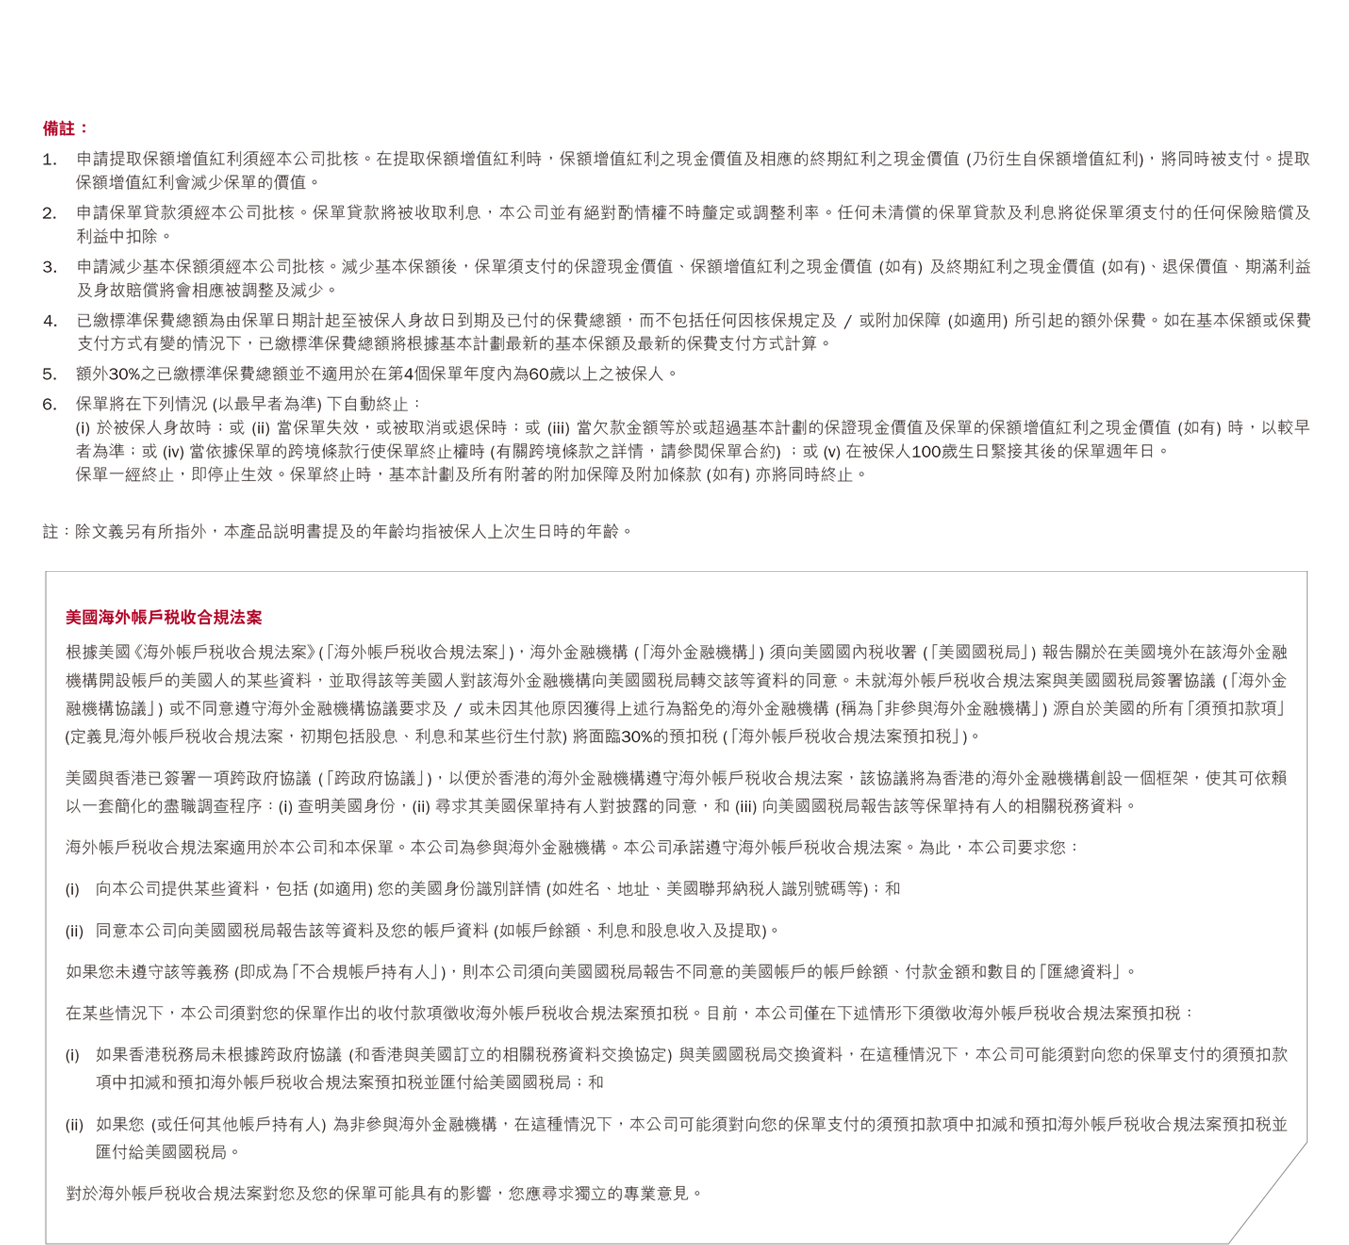 備註：
1. 申請提取保額增值紅利須經本公司批核。在提取保額增值紅利時，保額增值紅利之現金價值及相應的終期紅利之現金價值 (乃衍生自保額增值紅利)，將同時被支付。提取
保額增值紅利會減少保單的價值。
2. 申請保單貸款須經本公司批核。保單貸款將被收取利息，本公司並有絕對酌情權不時釐定或調整利率。任何未清償的保單貸款及利息將從保單須支付的任何保險賠償及
利益中扣除。
3. 申請減少基本保額須經本公司批核。減少基本保額後，保單須支付的保證現金價值、保額增值紅利之現金價值 (如有) 及終期紅利之現金價值 (如有)、退保價值、期滿利益
及身故賠償將會相應被調整及減少。
4. 已繳標準保費總額為由保單日期計起至被保人身故日到期及已付的保費總額，而不包括任何因核保規定及 / 或附加保障 (如適用) 所引起的額外保費。如在基本保額或保費
支付方式有變的情況下，已繳標準保費總額將根據基本計劃最新的基本保額及最新的保費支付方式計算。
5. 額外30%之已繳標準保費總額並不適用於在第4個保單年度內為60歲以上之被保人。
6. 保單將在下列情況 (以最早者為準) 下自動終止：
(i) 於被保人身故時；或 (ii) 當保單失效，或被取消或退保時；或 (iii) 當欠款金額等於或超過基本計劃的保證現金價值及保單的保額增值紅利之現金價值 (如有) 時，以較早
者為準；或 (iv) 當依據保單的跨境條款行使保單終止權時 (有關跨境條款之詳情，請參閱保單合約) ；或 (v) 在被保人100歲生日緊接其後的保單週年日。
保單一經終止，即停止生效。保單終止時，基本計劃及所有附著的附加保障及附加條款 (如有) 亦將同時終止。
註：除文義另有所指外，本產品説明書提及的年齡均指被保人上次生日時的年齡。
美國海外帳戶税收合規法案
根據美國《海外帳戶税收合規法案》(「海外帳戶税收合規法案」)，海外金融機構 (「海外金融機構」) 須向美國國內税收署 (「美國國税局」) 報告關於在美國境外在該海外金融
機構開設帳戶的美國人的某些資料，並取得該等美國人對該海外金融機構向美國國税局轉交該等資料的同意。未就海外帳戶税收合規法案與美國國税局簽署協議 (「海外金
融機構協議」) 或不同意遵守海外金融機構協議要求及 / 或未因其他原因獲得上述行為豁免的海外金融機構 (稱為「非參與海外金融機構」) 源自於美國的所有「須預扣款項」
(定義見海外帳戶税收合規法案，初期包括股息、利息和某些衍生付款) 將面臨30%的預扣税 (「海外帳戶税收合規法案預扣税」)。
美國與香港已簽署一項跨政府協議 (「跨政府協議」)，以便於香港的海外金融機構遵守海外帳戶税收合規法案，該協議將為香港的海外金融機構創設一個框架，使其可依賴
以一套簡化的盡職調查程序：(i) 查明美國身份，(ii) 尋求其美國保單持有人對披露的同意，和 (iii) 向美國國税局報告該等保單持有人的相關税務資料。
海外帳戶税收合規法案適用於本公司和本保單。本公司為參與海外金融機構。本公司承諾遵守海外帳戶税收合規法案。為此，本公司要求您：
(i) 向本公司提供某些資料，包括 (如適用) 您的美國身份識別詳情 (如姓名、地址、美國聯邦納税人識別號碼等)；和
(ii) 同意本公司向美國國税局報告該等資料及您的帳戶資料 (如帳戶餘額、利息和股息收入及提取)。
如果您未遵守該等義務 (即成為「不合規帳戶持有人」)，則本公司須向美國國税局報告不同意的美國帳戶的帳戶餘額、付款金額和數目的「匯總資料」。
在某些情況下，本公司須對您的保單作出的收付款項徵收海外帳戶税收合規法案預扣税。目前，本公司僅在下述情形下須徵收海外帳戶税收合規法案預扣税：
(i) 如果香港税務局未根據跨政府協議 (和香港與美國訂立的相關税務資料交換協定) 與美國國税局交換資料，在這種情況下，本公司可能須對向您的保單支付的須預扣款
項中扣減和預扣海外帳戶税收合規法案預扣税並匯付給美國國税局；和
(ii) 如果您 (或任何其他帳戶持有人) 為非參與海外金融機構，在這種情況下，本公司可能須對向您的保單支付的須預扣款項中扣減和預扣海外帳戶税收合規法案預扣税並
匯付給美國國税局。
對於海外帳戶税收合規法案對您及您的保單可能具有的影響，您應尋求獨立的專業意見。